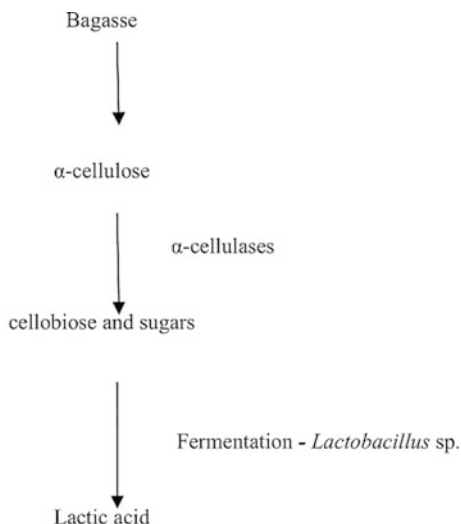 Bagasse
α-cellulose
α-cellulases
cellobiose and sugars
Fermentation - Lactobacillus sp.
Lactic acid